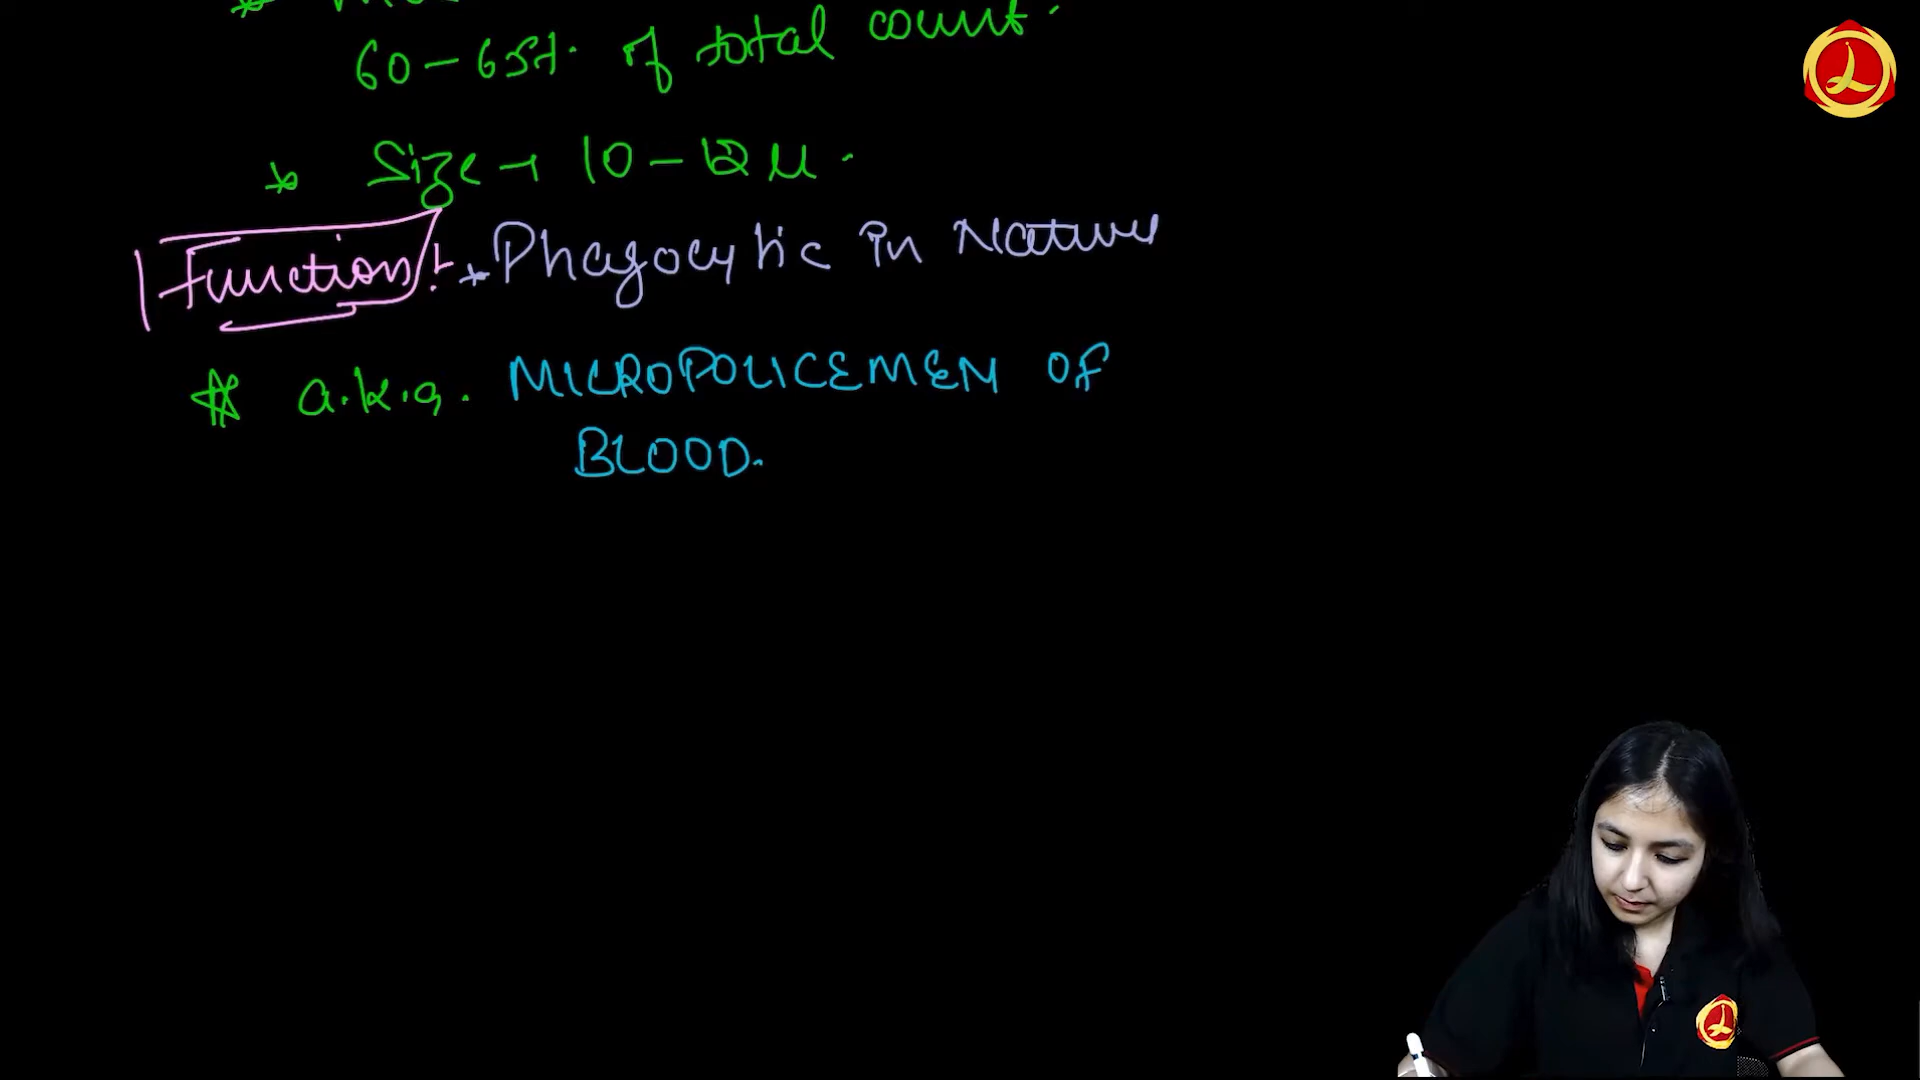 60-65%. of total count.
* Size → 10-12 µ.
Function:- * Phagocytic in Nature
* a.k.a. MICROPOLICEMEN OF
BLOOD.